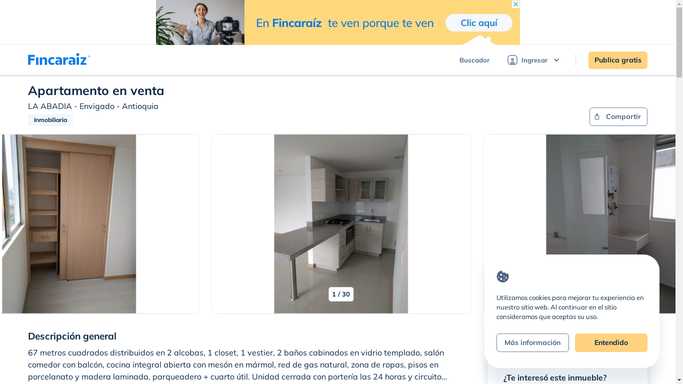 En Fincaraíz te ven porque te ven
Clic aquí
Fincaraiz
Buscador
Ingresar
Publica gratis
Apartamento en venta
LA ABADIA - Envigado - Antioquia
Inmobiliaria
Compartir
1 / 30
Utilizamos cookies para mejorar tu experiencia en
nuestro sitio web. Al continuar en el sitio
consideramos que aceptas su uso.
Más información
Entendido
Descripción general
67 metros cuadrados distribuidos en 2 alcobas, 1 closet, 1 vestier, 2 baños cabinados en vidrio templado, salón
comedor con balcón, cocina integral abierta con mesón en mármol, red de gas natural, zona de ropas, pisos en
porcelanato y madera laminada, parqueadero + cuarto útil. Unidad cerrada con portería las 24 horas y circuito...
¿Te interesó este inmueble?